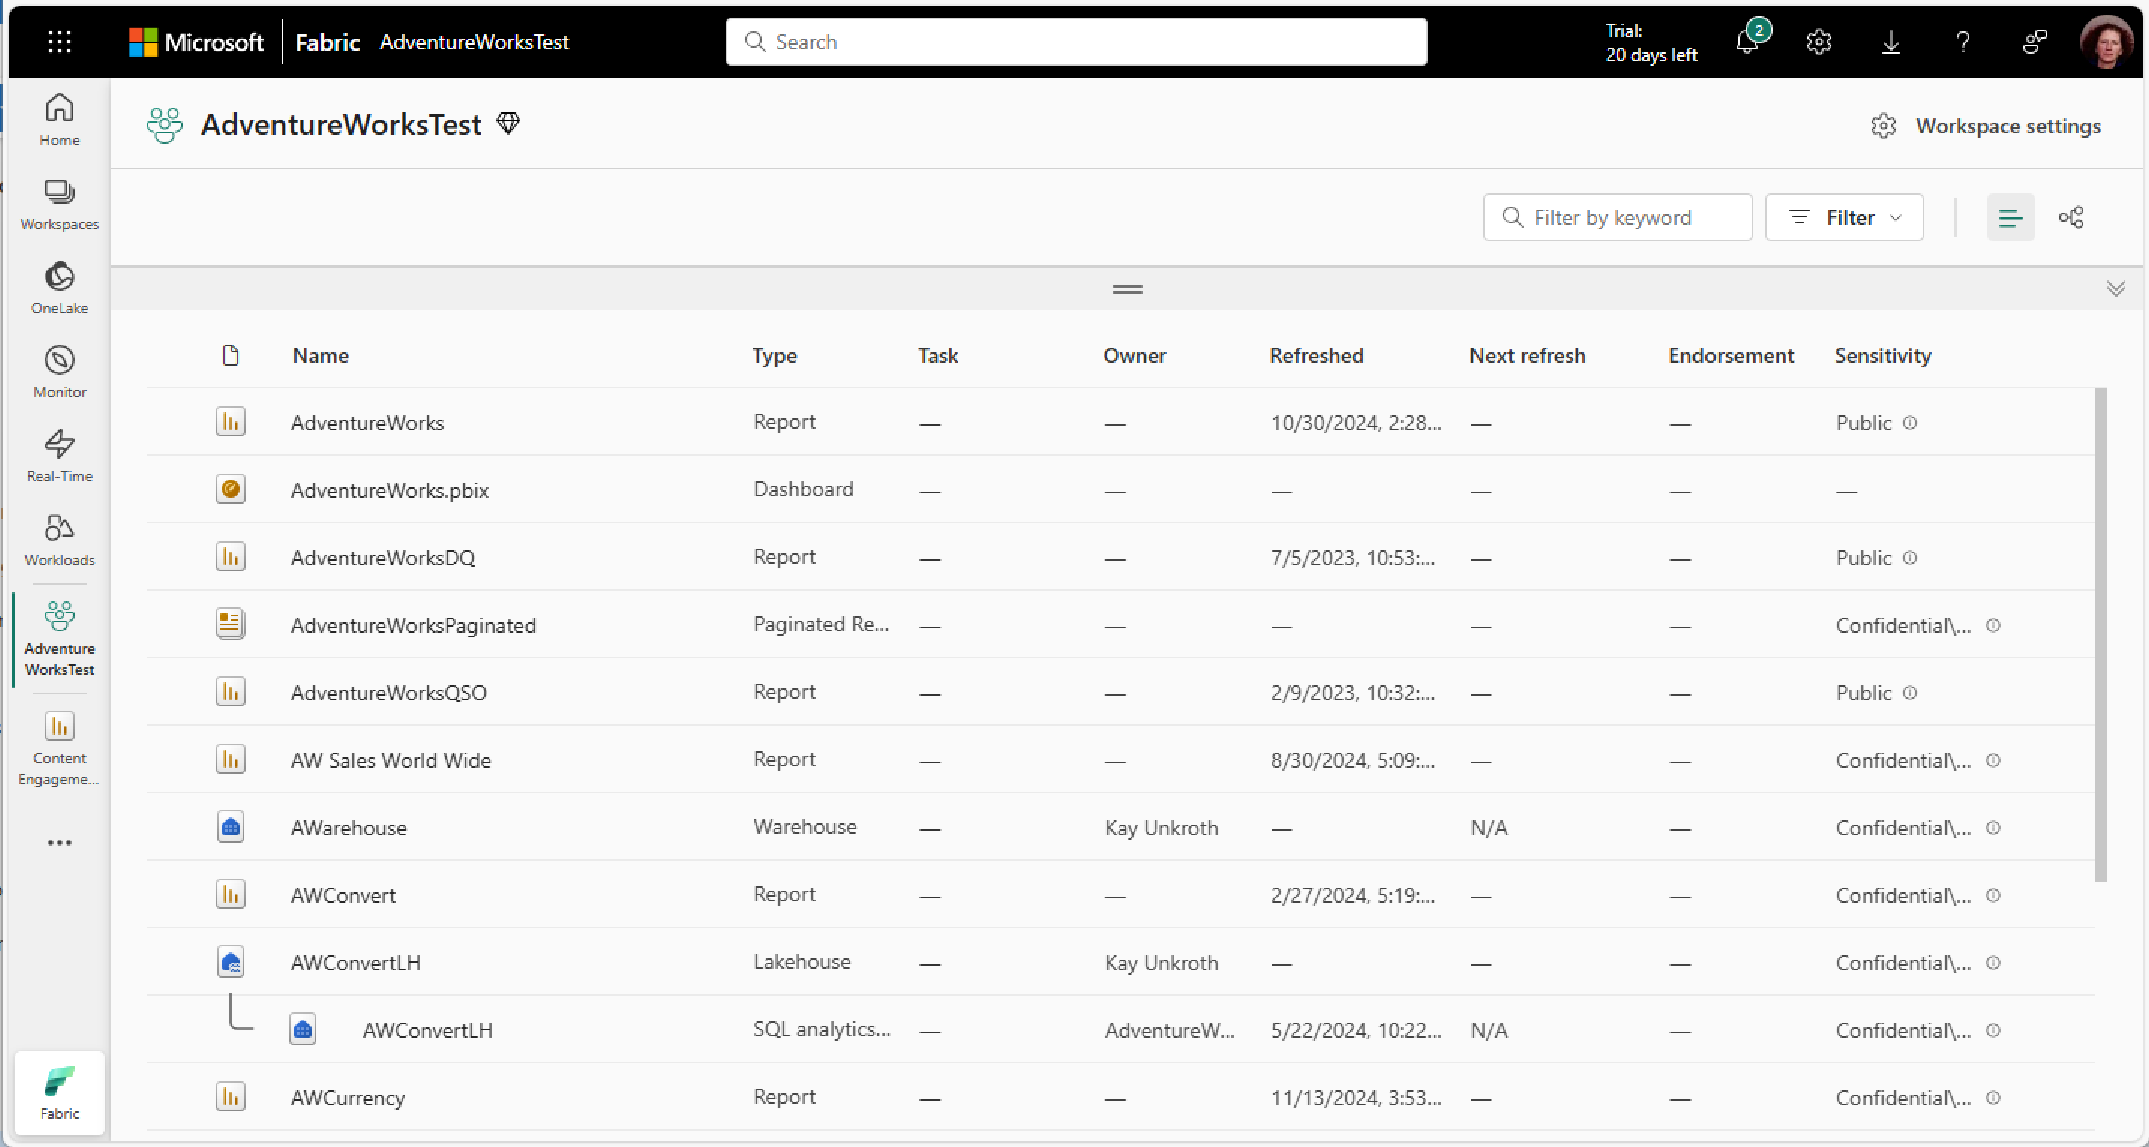 Microsoft Fabric AdventureWorksTest Search Trial: 20 days left 2 ?
Home
Workspaces
OneLake
Monitor
Real-Time
Workloads
Adventure
WorksTest
Content
Engageme...
...
Fabric
AdventureWorksTest Workspace settings
Filter by keyword Filter
Name Type Task Owner Refreshed Next refresh Endorsement Sensitivity
AdventureWorks Report — — 10/30/2024, 2:28... — — Public
AdventureWorks.pbix Dashboard — — — — — —
AdventureWorksDQ Report — — 7/5/2023, 10:53:... — — Public
AdventureWorksPaginated Paginated Re... — — — — — Confidential\...
AdventureWorksQSO Report — — 2/9/2023, 10:32:... — — Public
AW Sales World Wide Report — — 8/30/2024, 5:09:... — — Confidential\...
AWarehouse Warehouse — Kay Unkroth — N/A — Confidential\...
AWConvert Report — — 2/27/2024, 5:19:... — — Confidential\...
AWConvertLH Lakehouse — Kay Unkroth — — — Confidential\...
AWConvertLH SQL analytics... — AdventureW... 5/22/2024, 10:22... N/A — Confidential\...
AWCurrency Report — — 11/13/2024, 3:53... — — Confidential\...